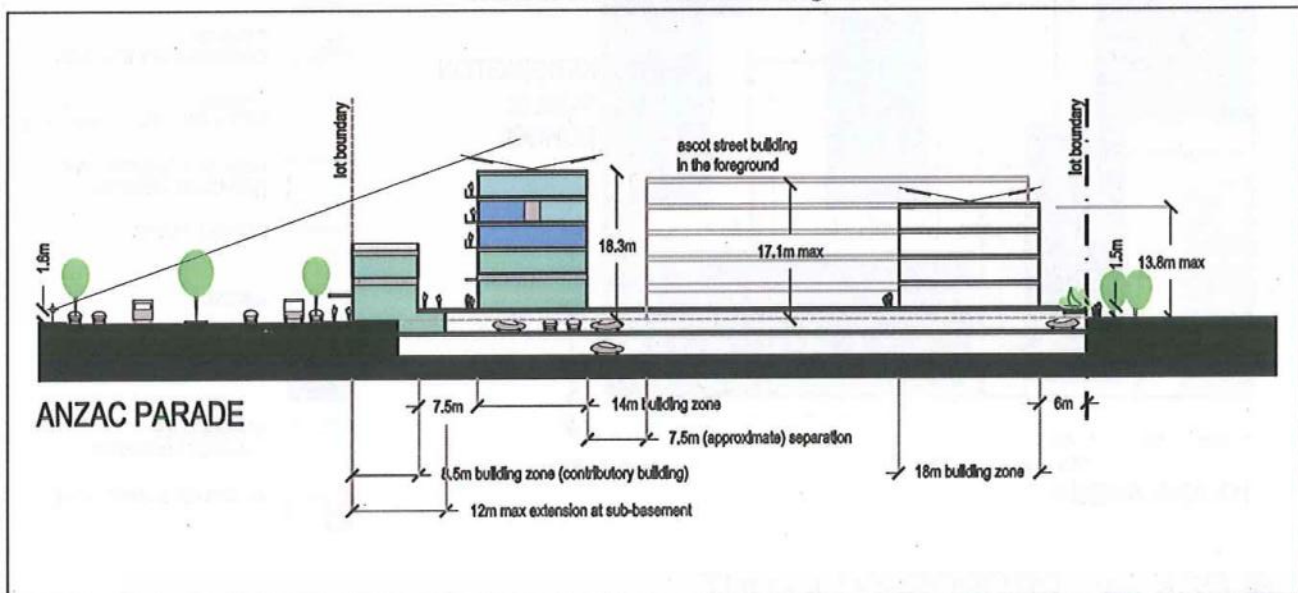 lot boundary
ascot street building
in the foreground
lot boundary
1.6m
18.3m
17.1m max
1.5m
13.8m max
ANZAC PARADE
7.5m
14m building zone
6m
7.5m (approximate) separation
8.5m building zone (contributory building)
18m building zone
12m max extension at sub-basement